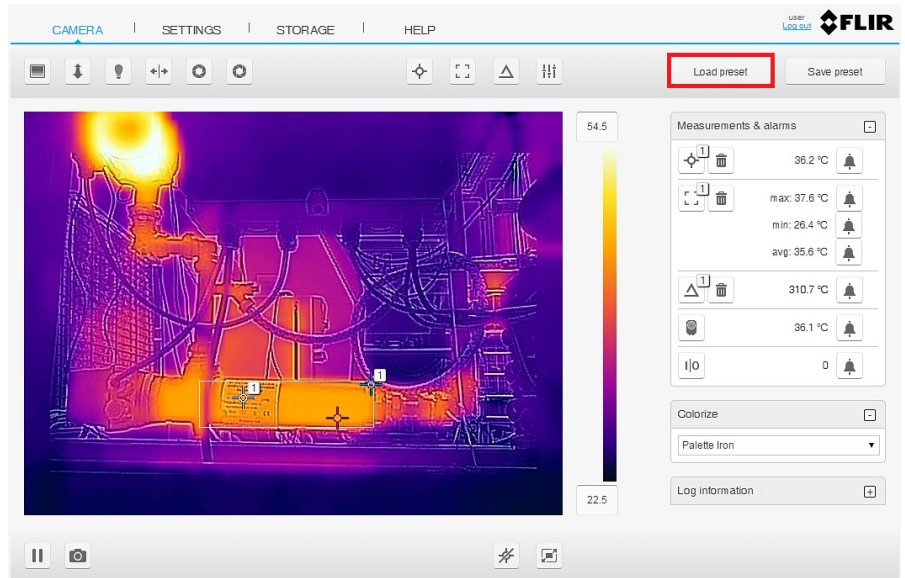 CAMERA SETTINGS STORAGE HELP
user
Log out
FLIR
Load preset Save preset
54.5
22.5
1
1
Measurements & alarms -
1 36.2 °C
1 max: 37.6 °C
min: 26.4 °C
avg: 35.6 °C
1 310.7 °C
36.1 °C
I|O 0
Colorize -
Palette Iron
Log information +